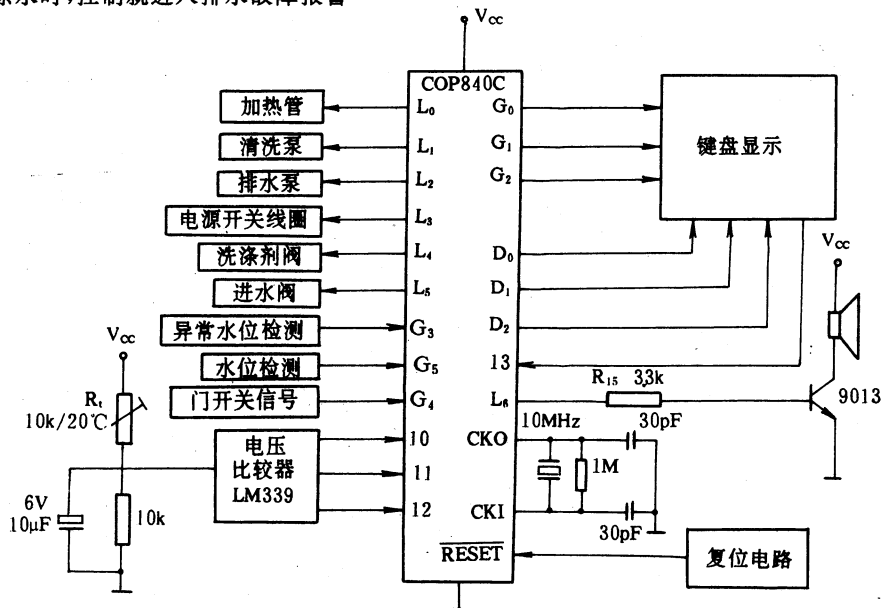 V_CC
COP840C
加热管
L₀
G₀
清洗泵
L₁
G₁
键盘显示
排水泵
L₂
G₂
电源开关线圈
L₃
洗涤剂阀
L₄
D₀
V_CC
进水阀
L₅
D₁
异常水位检测
G₃
D₂
V_CC
水位检测
G₅
13
R₁₅ 3.3k
门开关信号
G₄
L₆
9013
Rₜ
10k/20℃
10MHz
30pF
电压
比较器
LM339
10
CKO
11
1M
12
CKI
6V
10μF
10k
30pF
RESET
复位电路